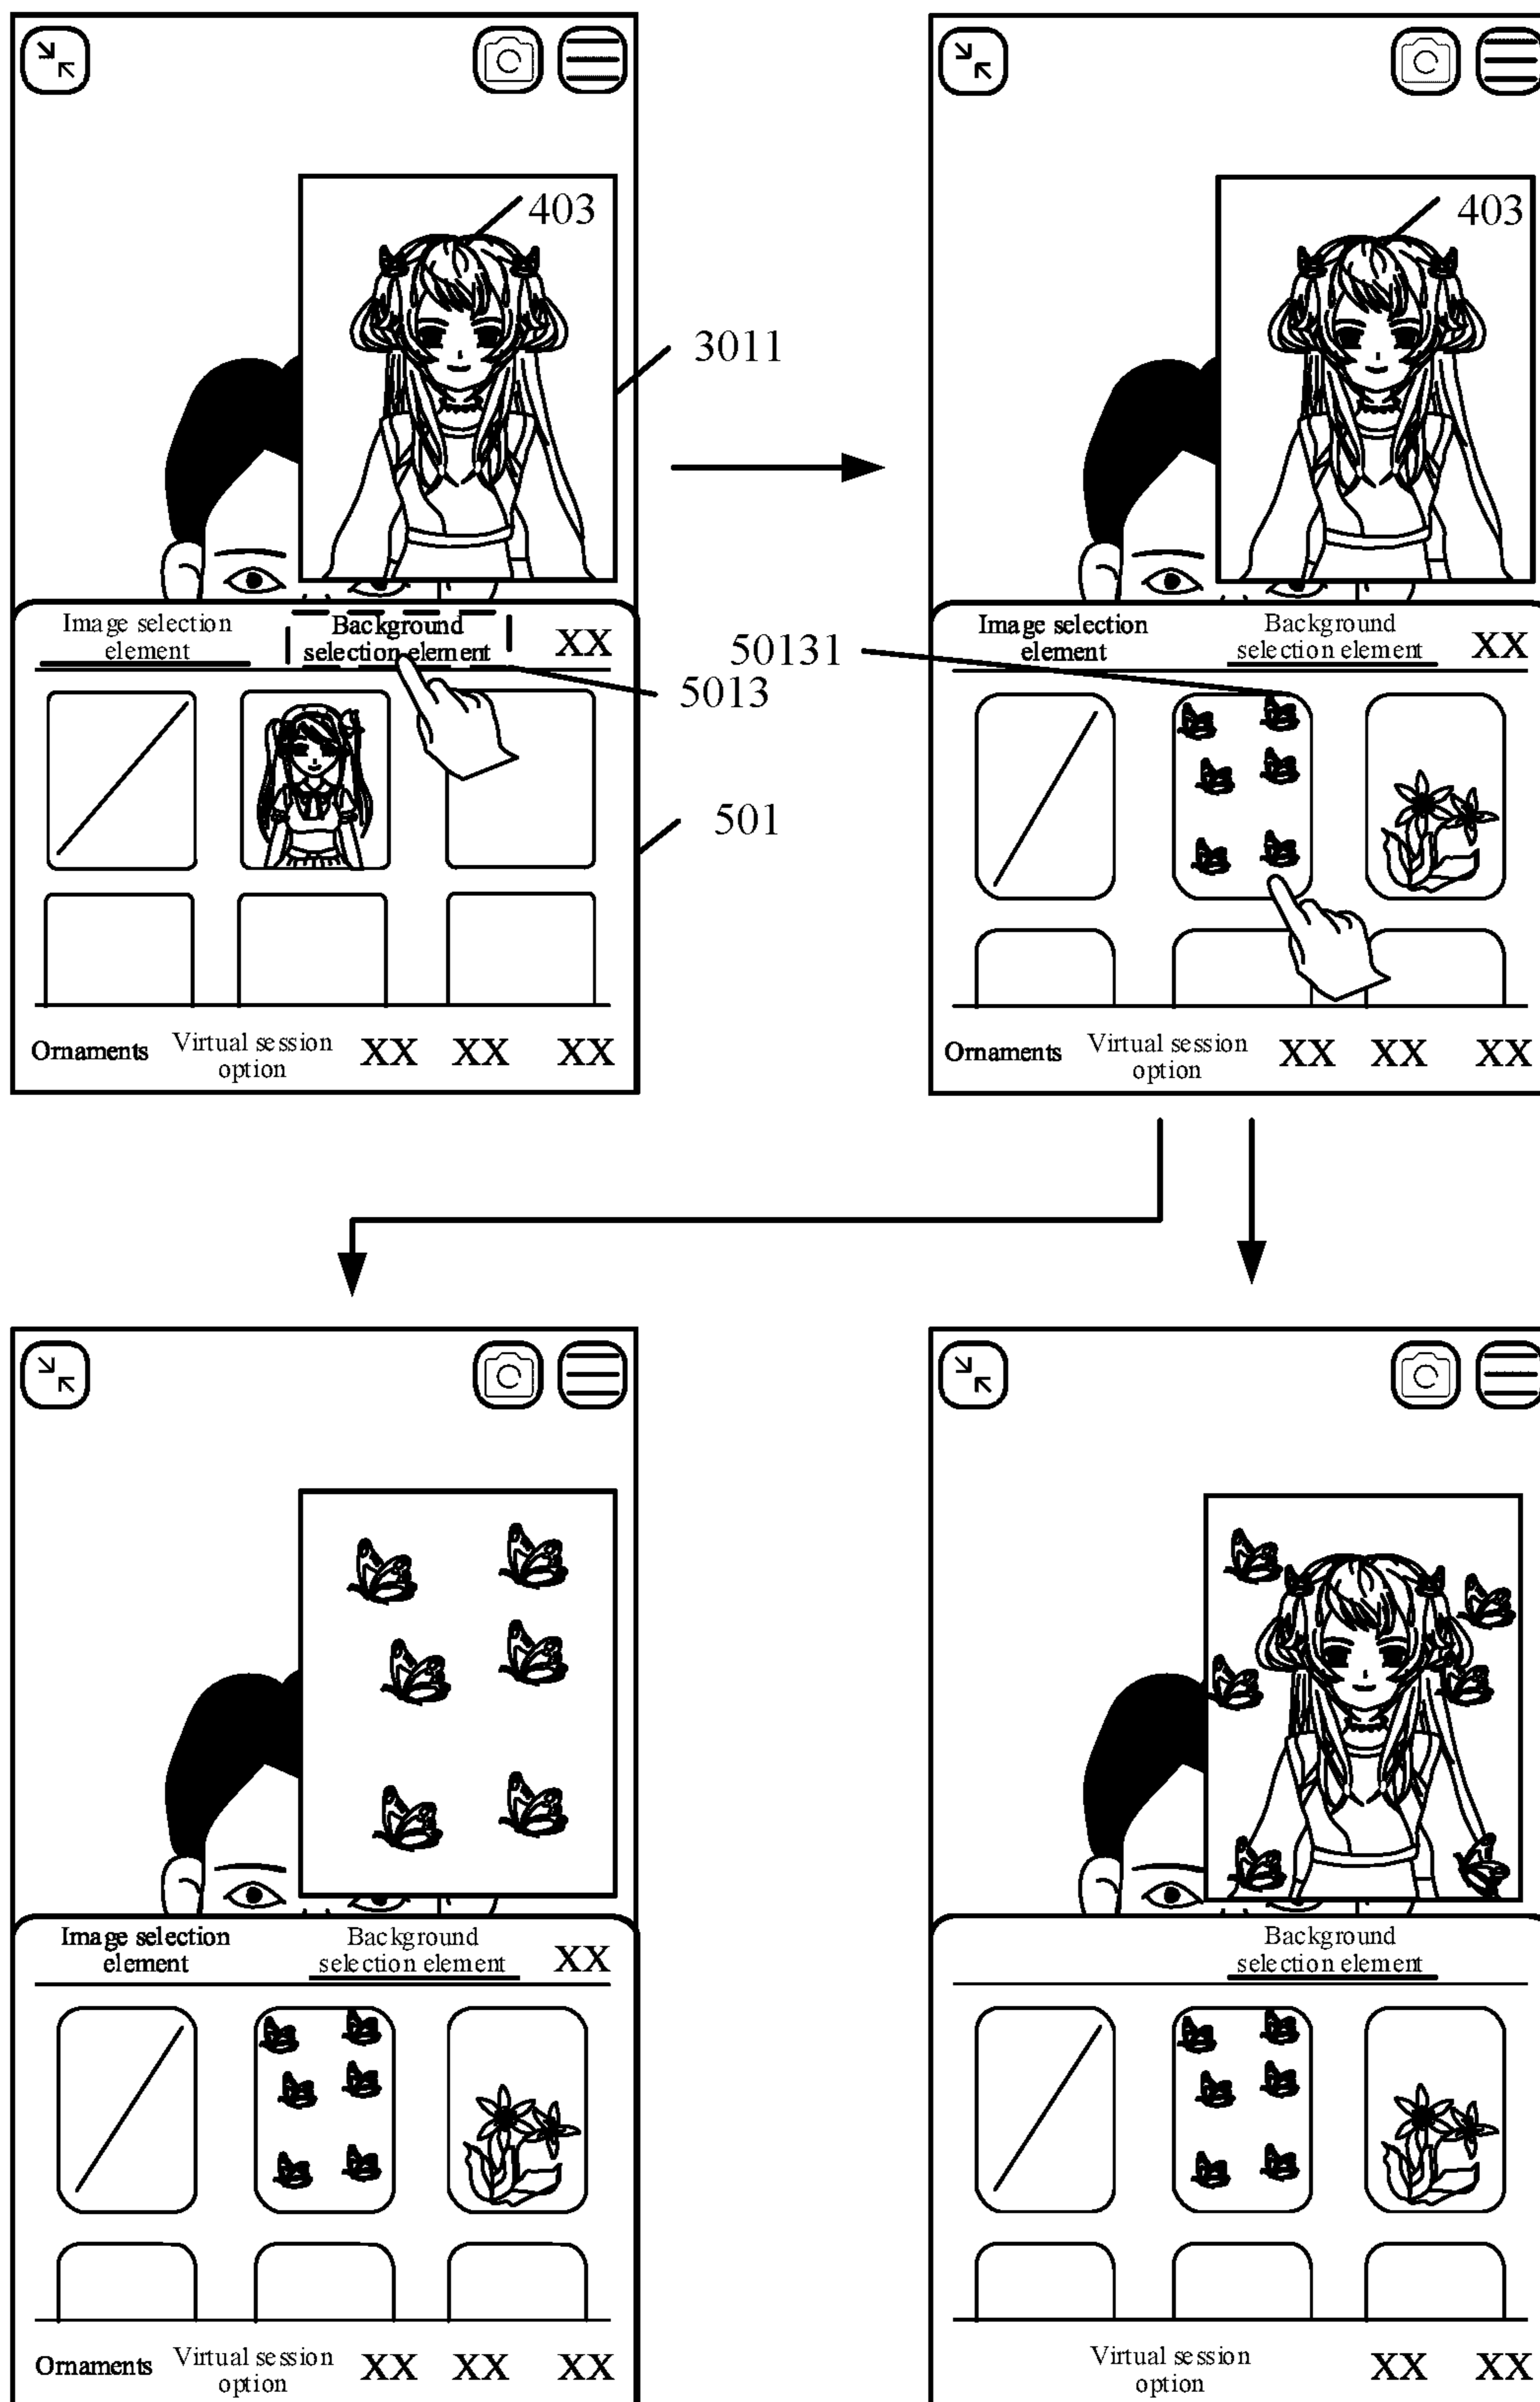 403
403
3011
Image selection
element
Background
selection element
XX
5013
501
Ornaments
Virtual session
option
XX
XX
XX
50131
Image selection
element
Background
selection element
XX
Ornaments
Virtual session
option
XX
XX
XX
Image selection
element
Background
selection element
XX
Ornaments
Virtual session
option
XX
XX
XX
Background
selection element
Virtual session
option
XX
XX